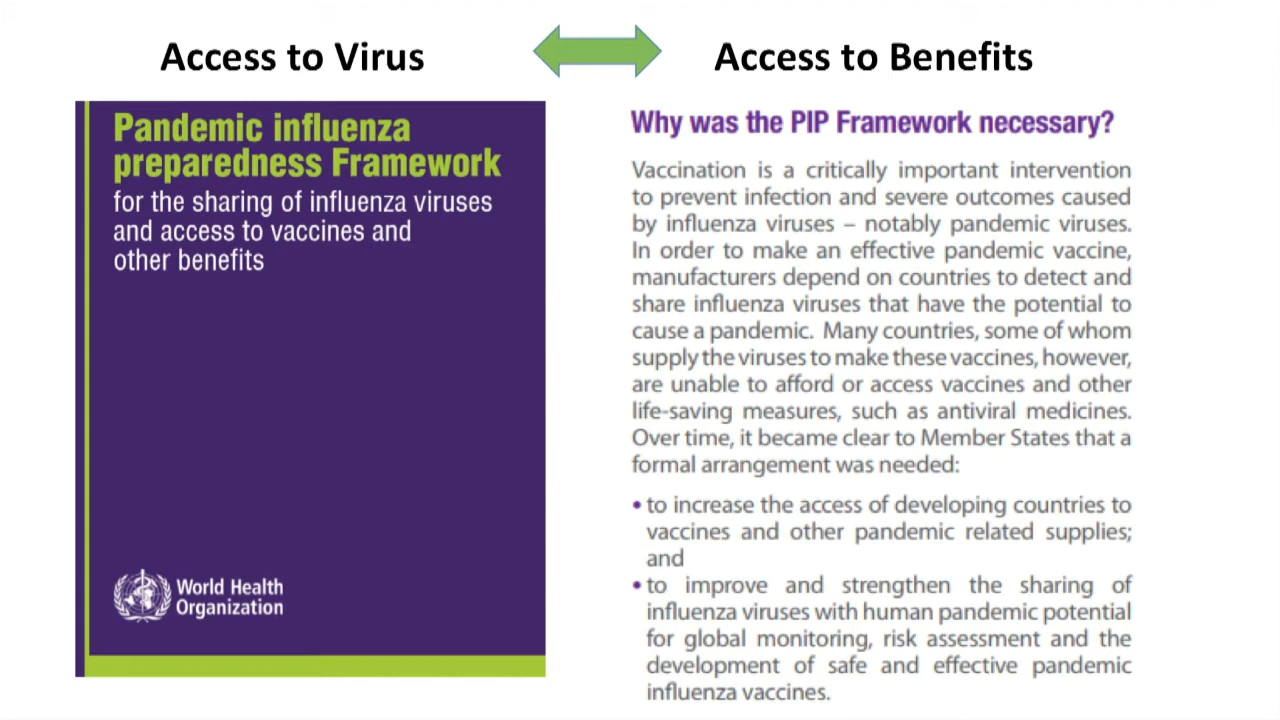 Access to Virus
Access to Benefits
Pandemic influenza
preparedness Framework
for the sharing of influenza viruses
and access to vaccines and
other benefits
World Health
Organization
Why was the PIP Framework necessary?
Vaccination is a critically important intervention
to prevent infection and severe outcomes caused
by influenza viruses – notably pandemic viruses.
In order to make an effective pandemic vaccine,
manufacturers depend on countries to detect and
share influenza viruses that have the potential to
cause a pandemic. Many countries, some of whom
supply the viruses to make these vaccines, however,
are unable to afford or access vaccines and other
life-saving measures, such as antiviral medicines.
Over time, it became clear to Member States that a
formal arrangement was needed:
• to increase the access of developing countries to
vaccines and other pandemic related supplies;
and
• to improve and strengthen the sharing of
influenza viruses with human pandemic potential
for global monitoring, risk assessment and the
development of safe and effective pandemic
influenza vaccines.